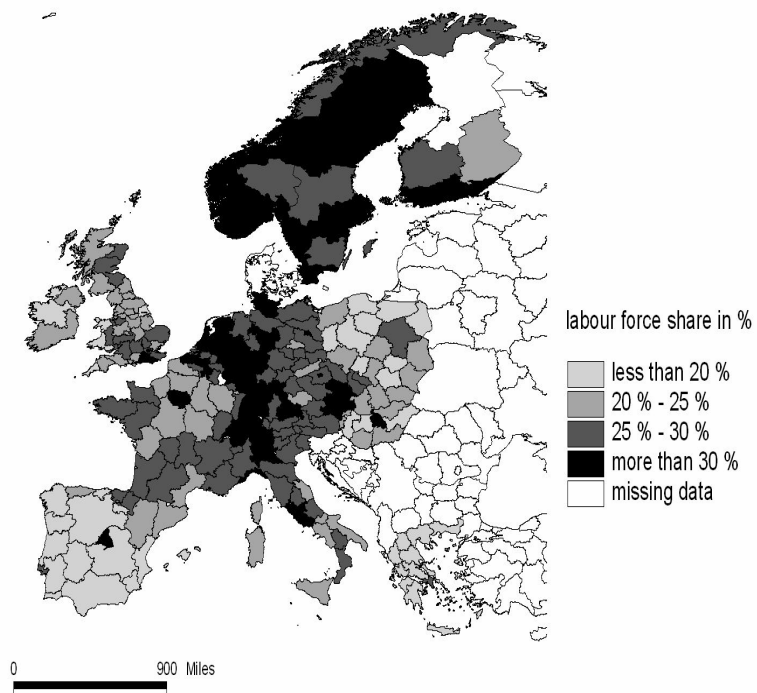 labour force share in %
less than 20 %
20 % - 25 %
25 % - 30 %
more than 30 %
missing data
0 900 Miles